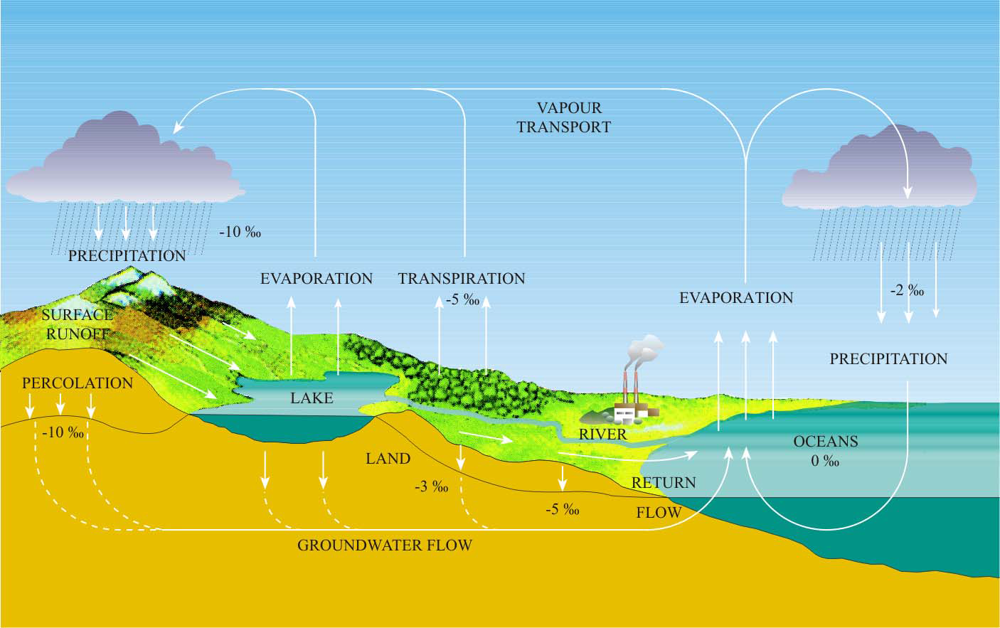 VAPOUR
TRANSPORT
-10 ‰
PRECIPITATION
EVAPORATION
TRANSPIRATION
-5 ‰
EVAPORATION
-2 ‰
PRECIPITATION
SURFACE
RUNOFF
PERCOLATION
-10 ‰
LAKE
RIVER
OCEANS
0 ‰
LAND
-3 ‰
-5 ‰
RETURN
FLOW
GROUNDWATER FLOW